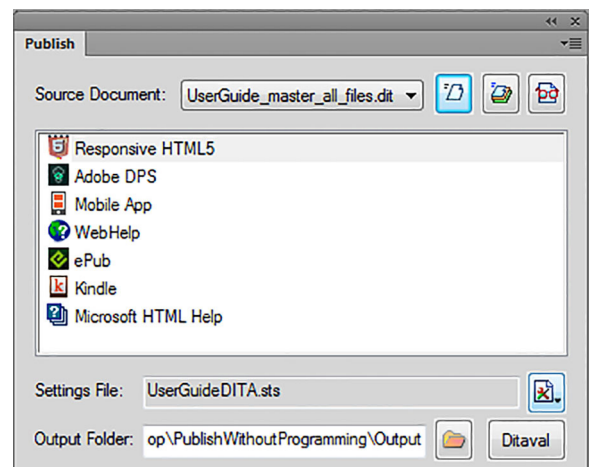 Publish
Source Document: UserGuide_master_all_files.dit
Responsive HTML5
Adobe DPS
Mobile App
WebHelp
ePub
Kindle
Microsoft HTML Help
Settings File: UserGuideDITA.sts
Output Folder: op\PublishWithoutProgramming\Output Ditaval